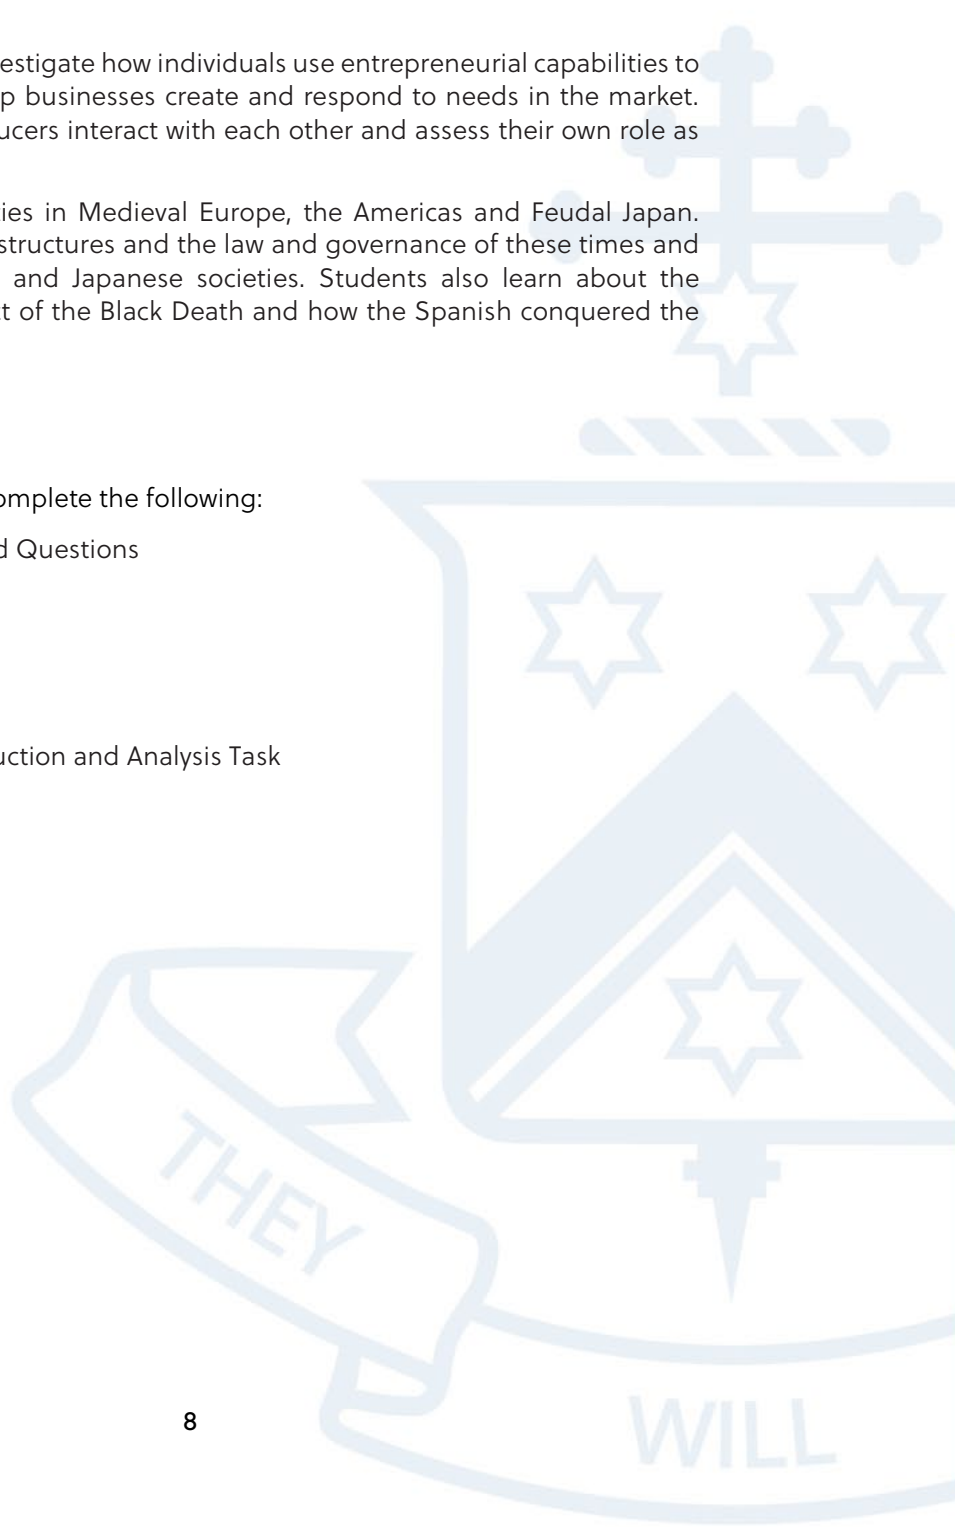 estigate how individuals use entrepreneurial capabilities to
p businesses create and respond to needs in the market.
ucers interact with each other and assess their own role as
ies in Medieval Europe, the Americas and Feudal Japan.
structures and the law and governance of these times and
and Japanese societies. Students also learn about the
t of the Black Death and how the Spanish conquered the
omplete the following:
d Questions
uction and Analysis Task
THEY
WILL
8